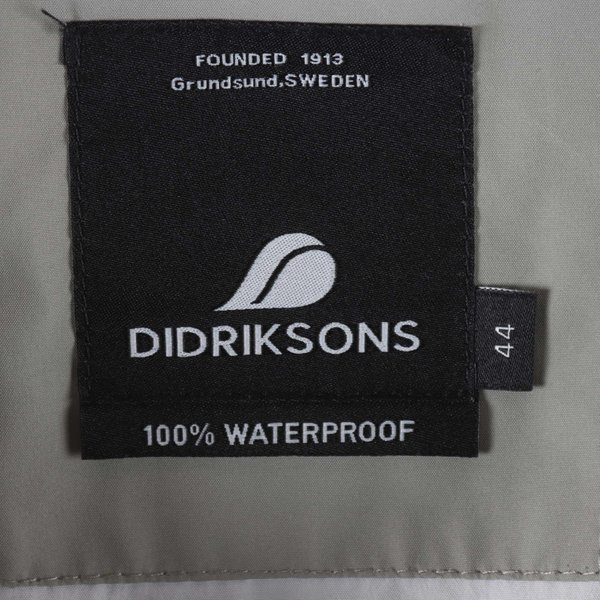 FOUNDED 1913
Grundsund,SWEDEN
DIDRIKSONS
44
100% WATERPROOF